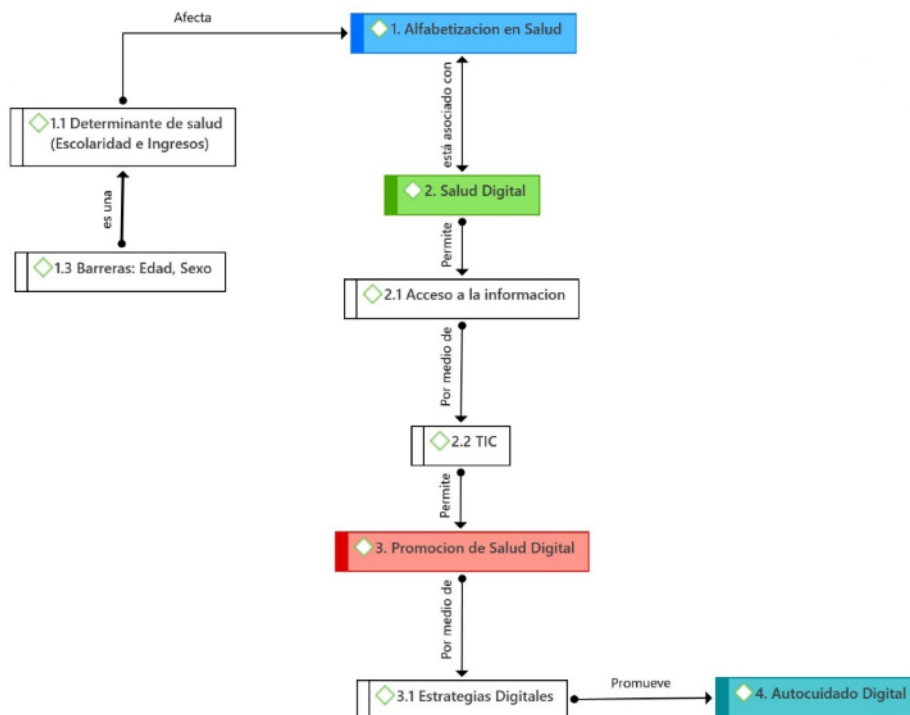 Afecta
1. Alfabetizacion en Salud
está asociado con
1.1 Determinante de salud
(Escolaridad e Ingresos)
es una
1.3 Barreras: Edad, Sexo
2. Salud Digital
Permite
2.1 Acceso a la informacion
Por medio de
2.2 TIC
Permite
3. Promocion de Salud Digital
Por medio de
3.1 Estrategias Digitales
Promueve
4. Autocuidado Digital